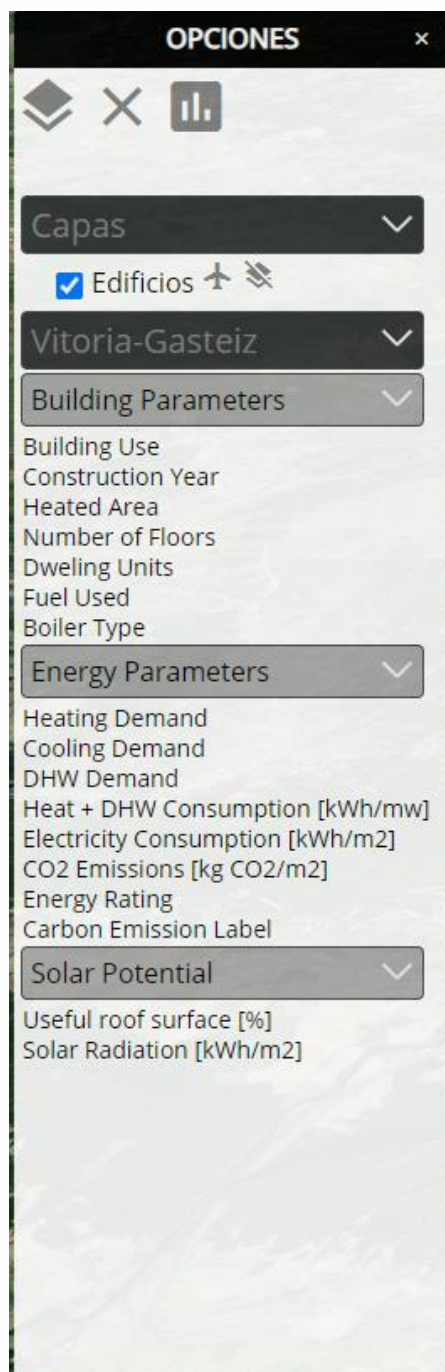 OPCIONES ×
Capas
Edificios
Vitoria-Gasteiz
Building Parameters
Building Use
Construction Year
Heated Area
Number of Floors
Dweling Units
Fuel Used
Boiler Type
Energy Parameters
Heating Demand
Cooling Demand
DHW Demand
Heat + DHW Consumption [kWh/mw]
Electricity Consumption [kWh/m2]
CO2 Emissions [kg CO2/m2]
Energy Rating
Carbon Emission Label
Solar Potential
Useful roof surface [%]
Solar Radiation [kWh/m2]